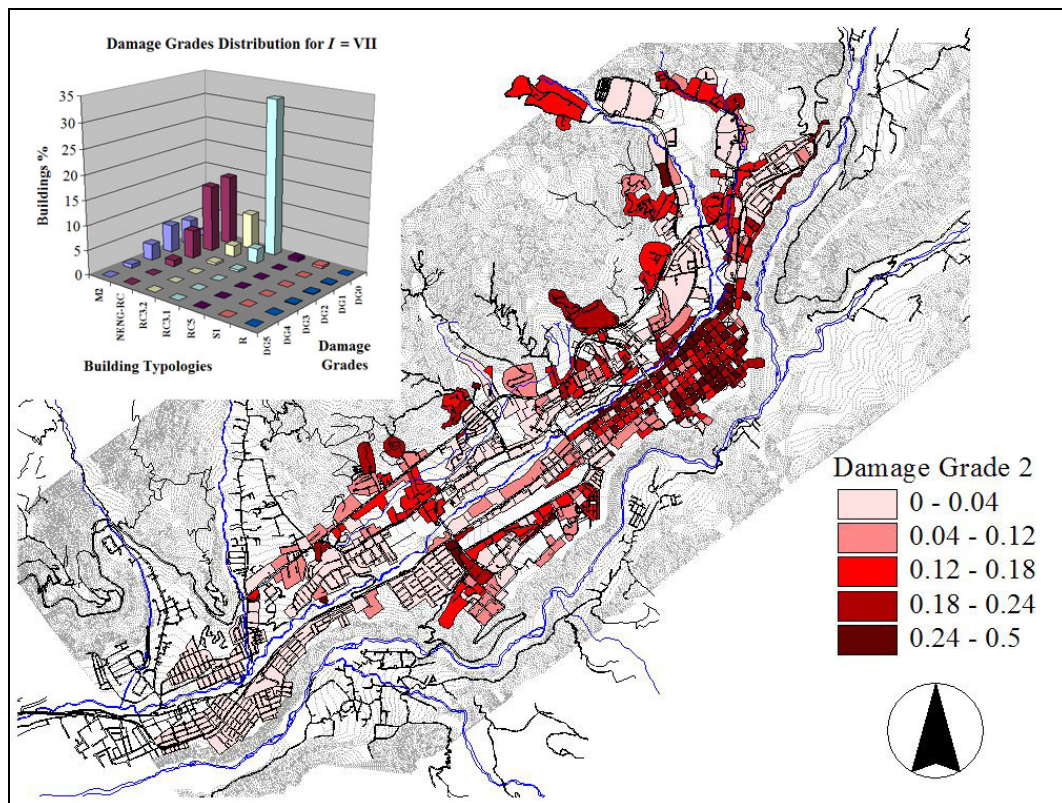 Damage Grades Distribution for I = VII
Buildings %
35
30
25
20
15
10
5
0
M2
NENG-RC
RC3.2
RC3.1
RC5
S1
R
DG5
DG4
DG3
DG2
DG1
DG0
Building Typologies
Damage
Grades
Damage Grade 2
0 - 0.04
0.04 - 0.12
0.12 - 0.18
0.18 - 0.24
0.24 - 0.5